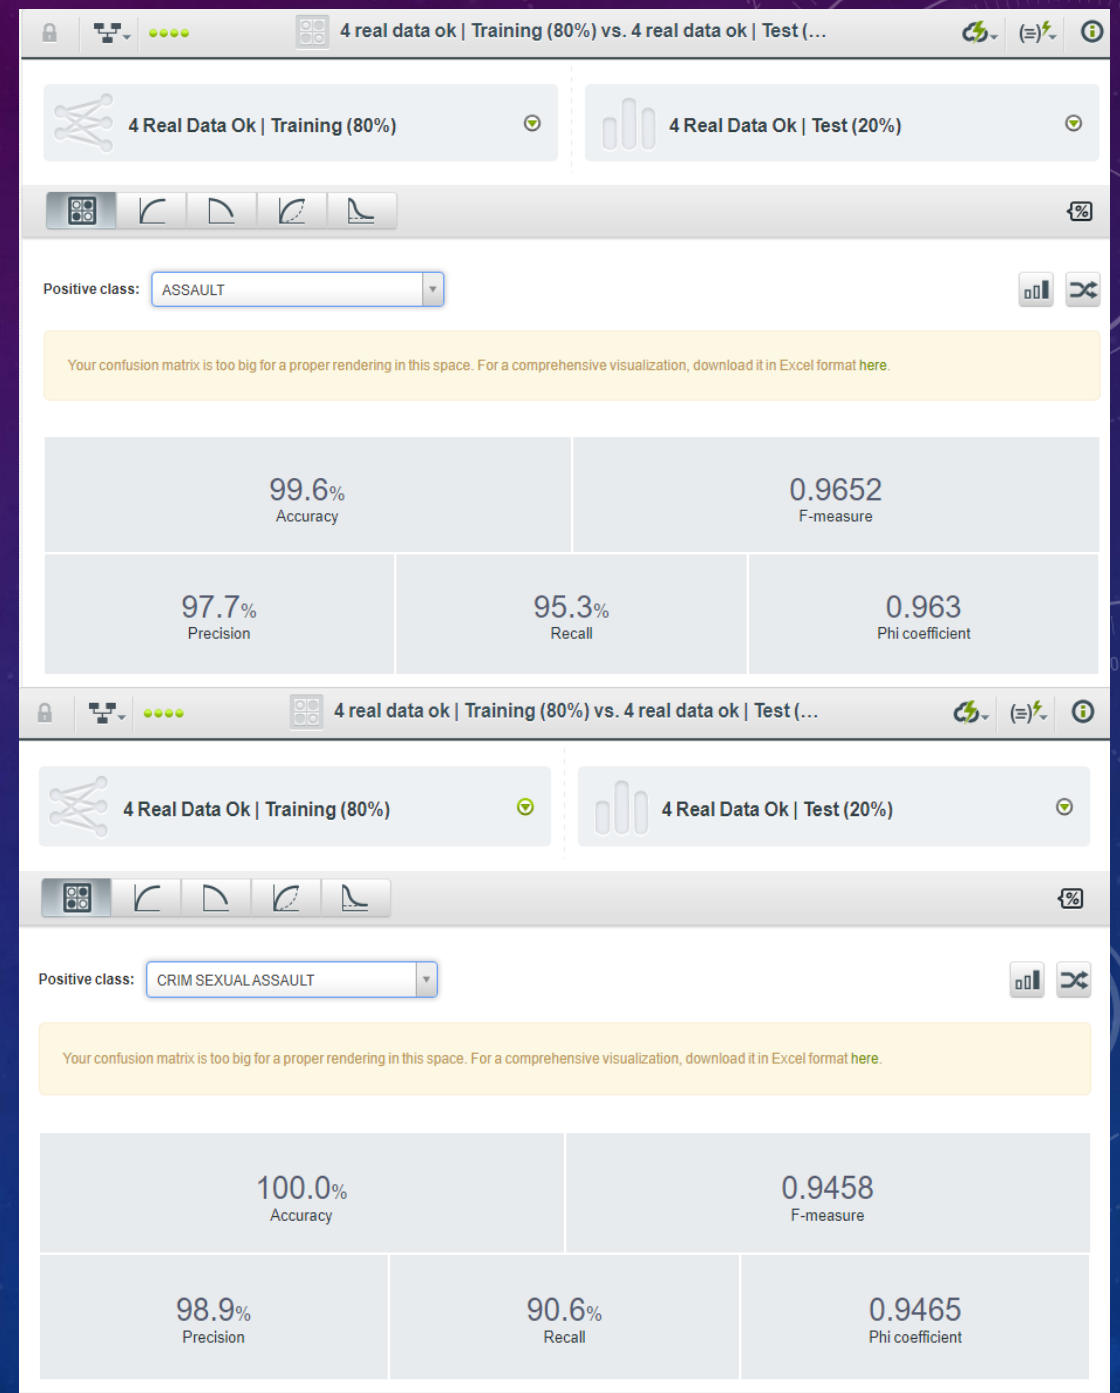 4 real data ok | Training (80%) vs. 4 real data ok | Test (...
4 Real Data Ok | Training (80%)
4 Real Data Ok | Test (20%)
Positive class: ASSAULT
Your confusion matrix is too big for a proper rendering in this space. For a comprehensive visualization, download it in Excel format here.
99.6%
Accuracy
0.9652
F-measure
97.7%
Precision
95.3%
Recall
0.963
Phi coefficient
4 real data ok | Training (80%) vs. 4 real data ok | Test (...
4 Real Data Ok | Training (80%)
4 Real Data Ok | Test (20%)
Positive class: CRIM SEXUAL ASSAULT
Your confusion matrix is too big for a proper rendering in this space. For a comprehensive visualization, download it in Excel format here.
100.0%
Accuracy
0.9458
F-measure
98.9%
Precision
90.6%
Recall
0.9465
Phi coefficient